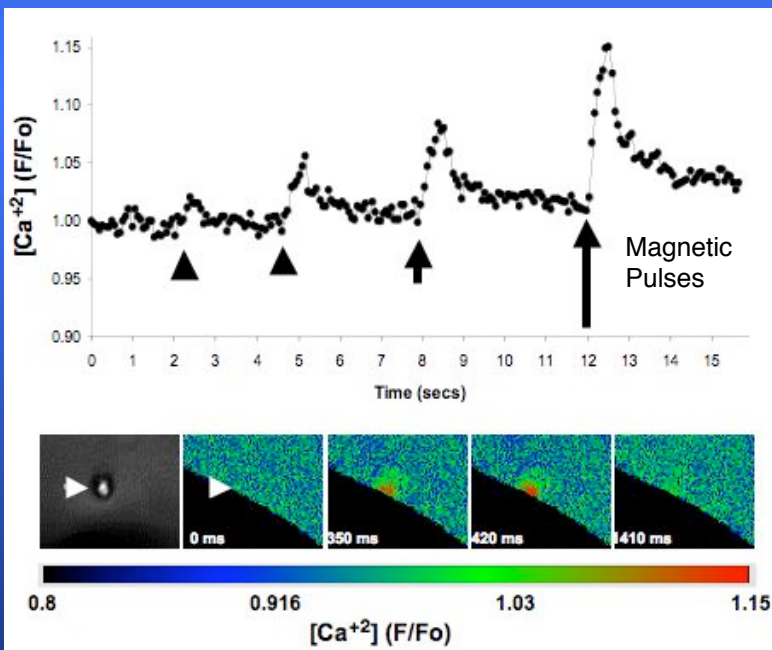 1.15
1.10
1.05
1.00
0.95
0.90
[Ca+2] (F/Fo)
Magnetic
Pulses
0 1 2 3 4 5 6 7 8 9 10 11 12 13 14 15
Time (secs)
0 ms 350 ms 420 ms 1410 ms
0.8 0.916 1.03 1.15
[Ca+2] (F/Fo)